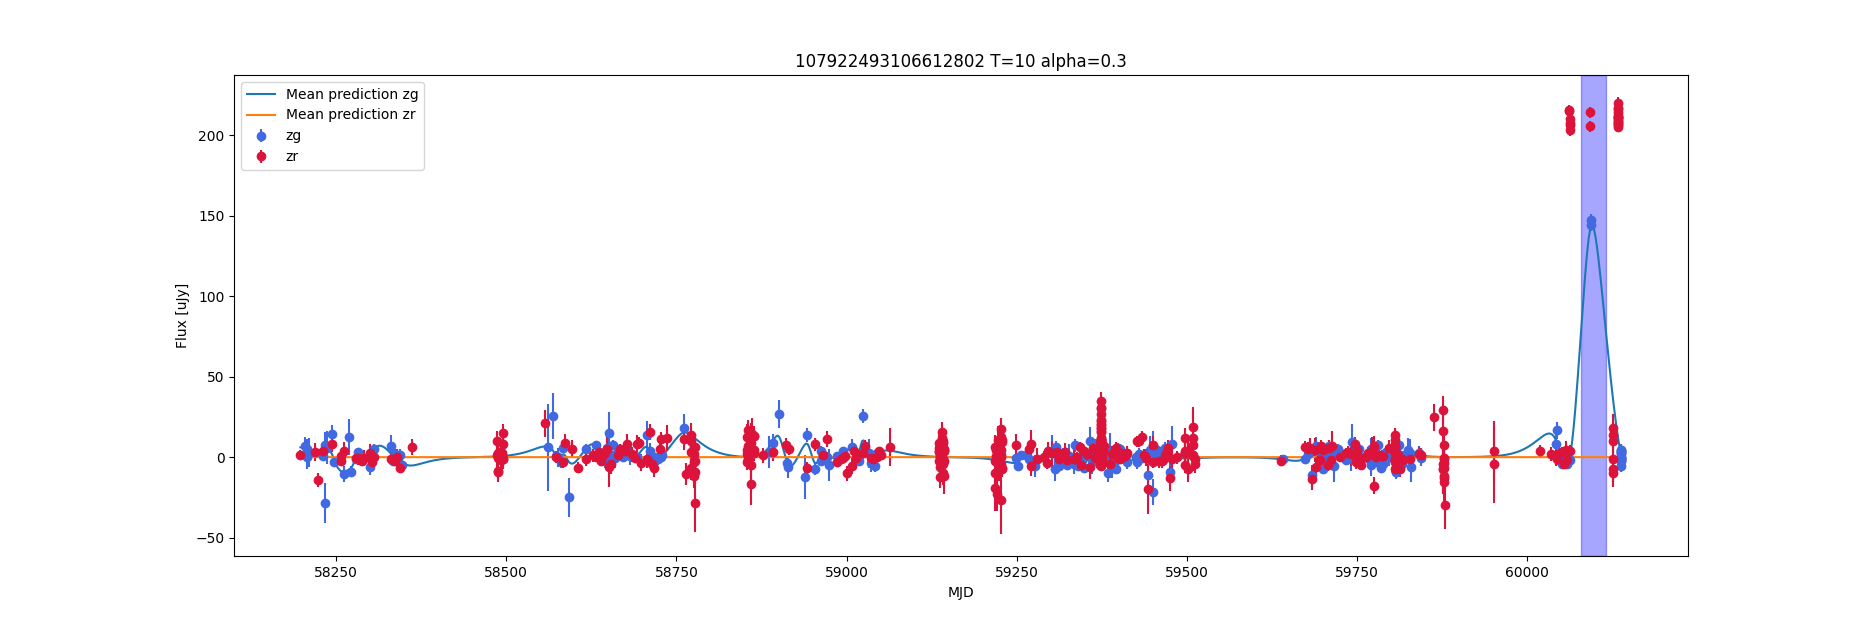 107922493106612802 T=10 alpha=0.3
Mean prediction zg
Mean prediction zr
zg
zr
200
150
100
50
0
−50
Flux [uJy]
58250
58500
58750
59000
59250
59500
59750
60000
MJD